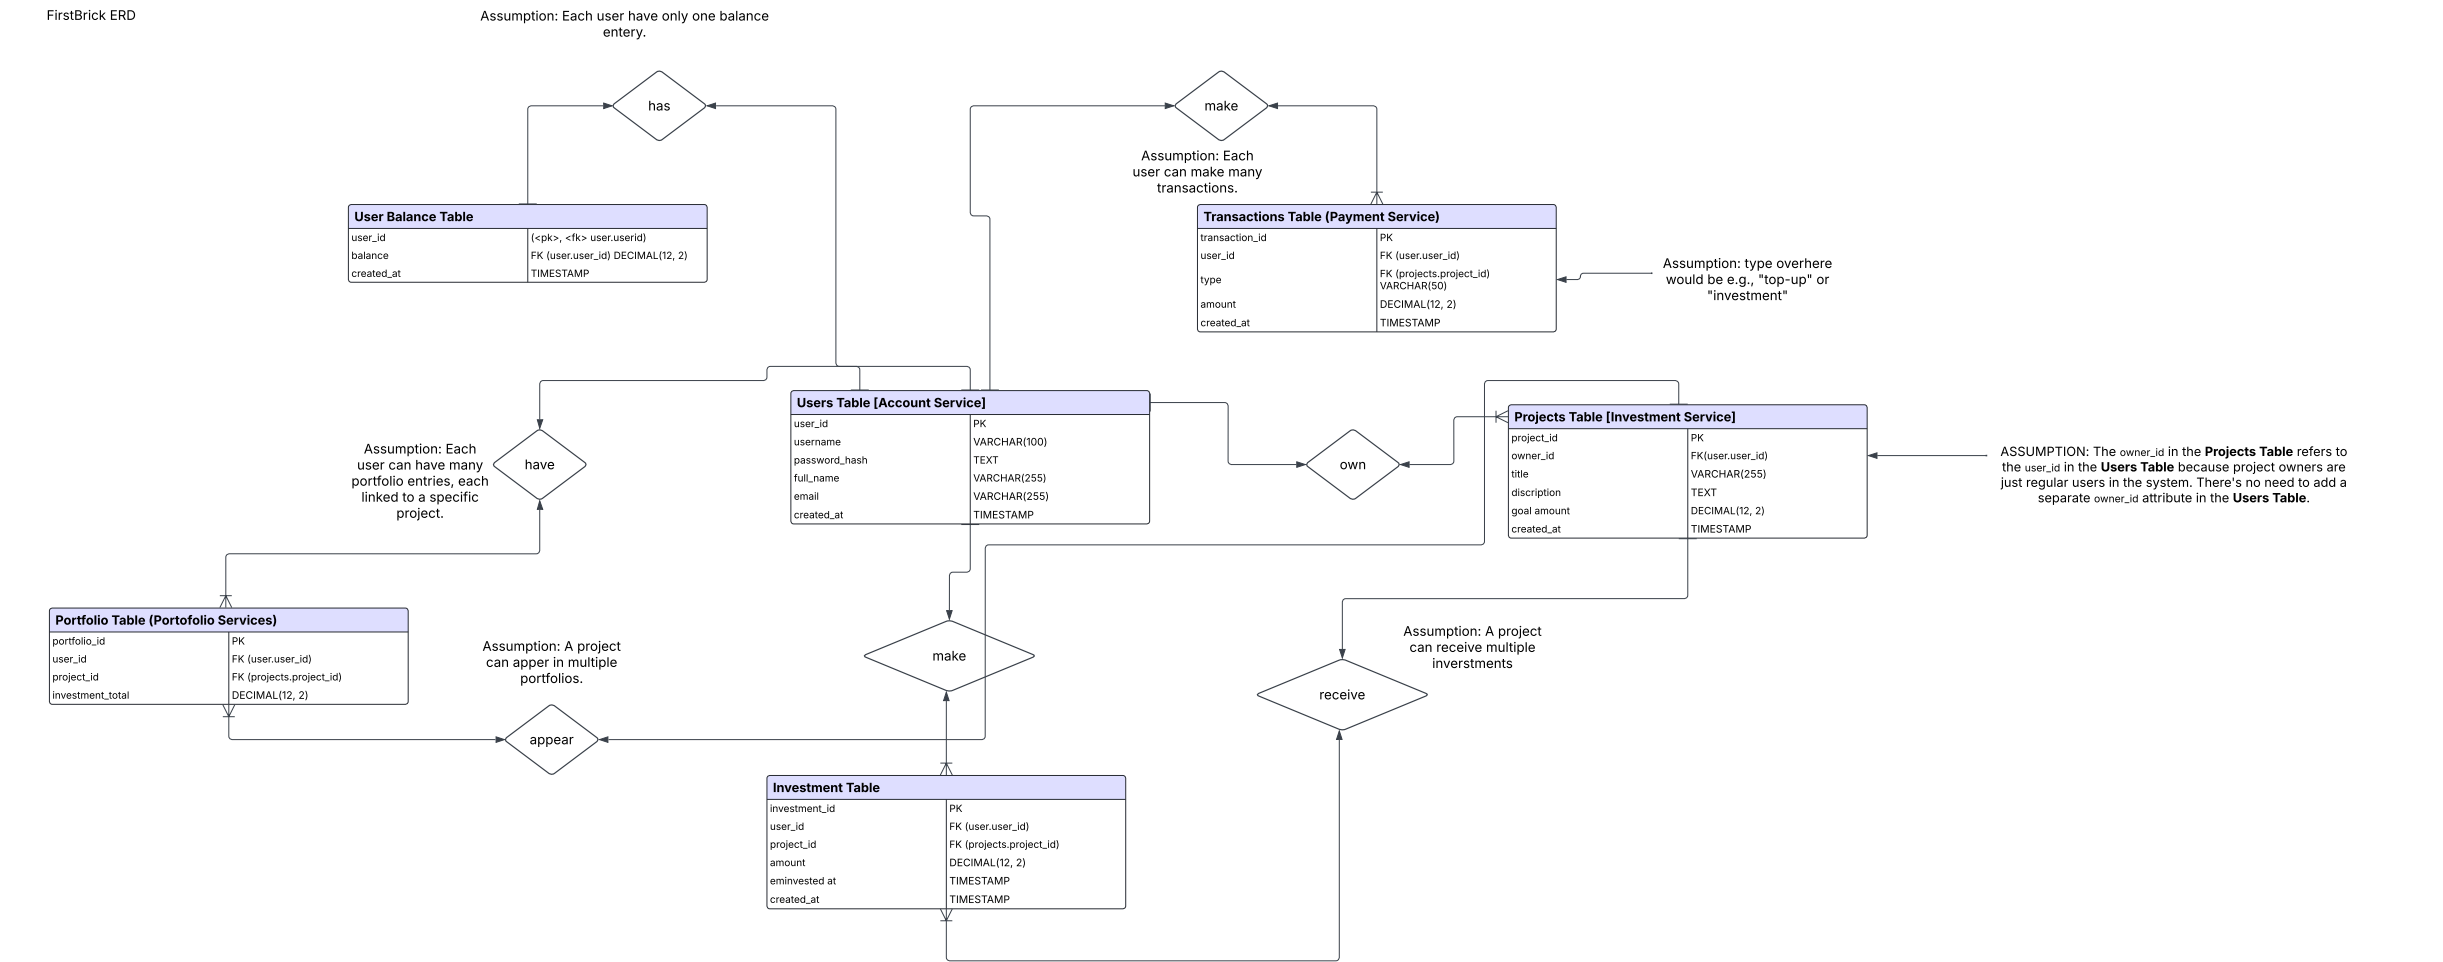 FirstBrick ERD
Assumption: Each user have only one balance
entery.
has
make
Assumption: Each
user can make many
transactions.
User Balance Table
user_id (<pk>, <fk> user.userid)
balance FK (user.user_id) DECIMAL(12, 2)
created_at TIMESTAMP
Transactions Table (Payment Service)
transaction_id PK
user_id FK (user.user_id)
type FK (projects.project_id)
VARCHAR(50)
amount DECIMAL(12, 2)
created_at TIMESTAMP
Assumption: type overhere
would be e.g., "top-up" or
"investment"
Users Table [Account Service]
user_id PK
username VARCHAR(100)
password_hash TEXT
full_name VARCHAR(255)
email VARCHAR(255)
created_at TIMESTAMP
own
Projects Table [Investment Service]
project_id PK
owner_id FK(user.user_id)
title VARCHAR(255)
discription TEXT
goal amount DECIMAL(12, 2)
created_at TIMESTAMP
ASSUMPTION: The owner_id in the Projects Table refers to
the user_id in the Users Table because project owners are
just regular users in the system. There's no need to add a
separate owner_id attribute in the Users Table.
Assumption: Each
user can have many
portfolio entries, each
linked to a specific
project.
have
Portfolio Table (Portofolio Services)
portfolio_id PK
user_id FK (user.user_id)
project_id FK (projects.project_id)
investment_total DECIMAL(12, 2)
Assumption: A project
can apper in multiple
portfolios.
appear
make
Assumption: A project
can receive multiple
inverstments
receive
Investment Table
investment_id PK
user_id FK (user.user_id)
project_id FK (projects.project_id)
amount DECIMAL(12, 2)
eminvested at TIMESTAMP
created_at TIMESTAMP